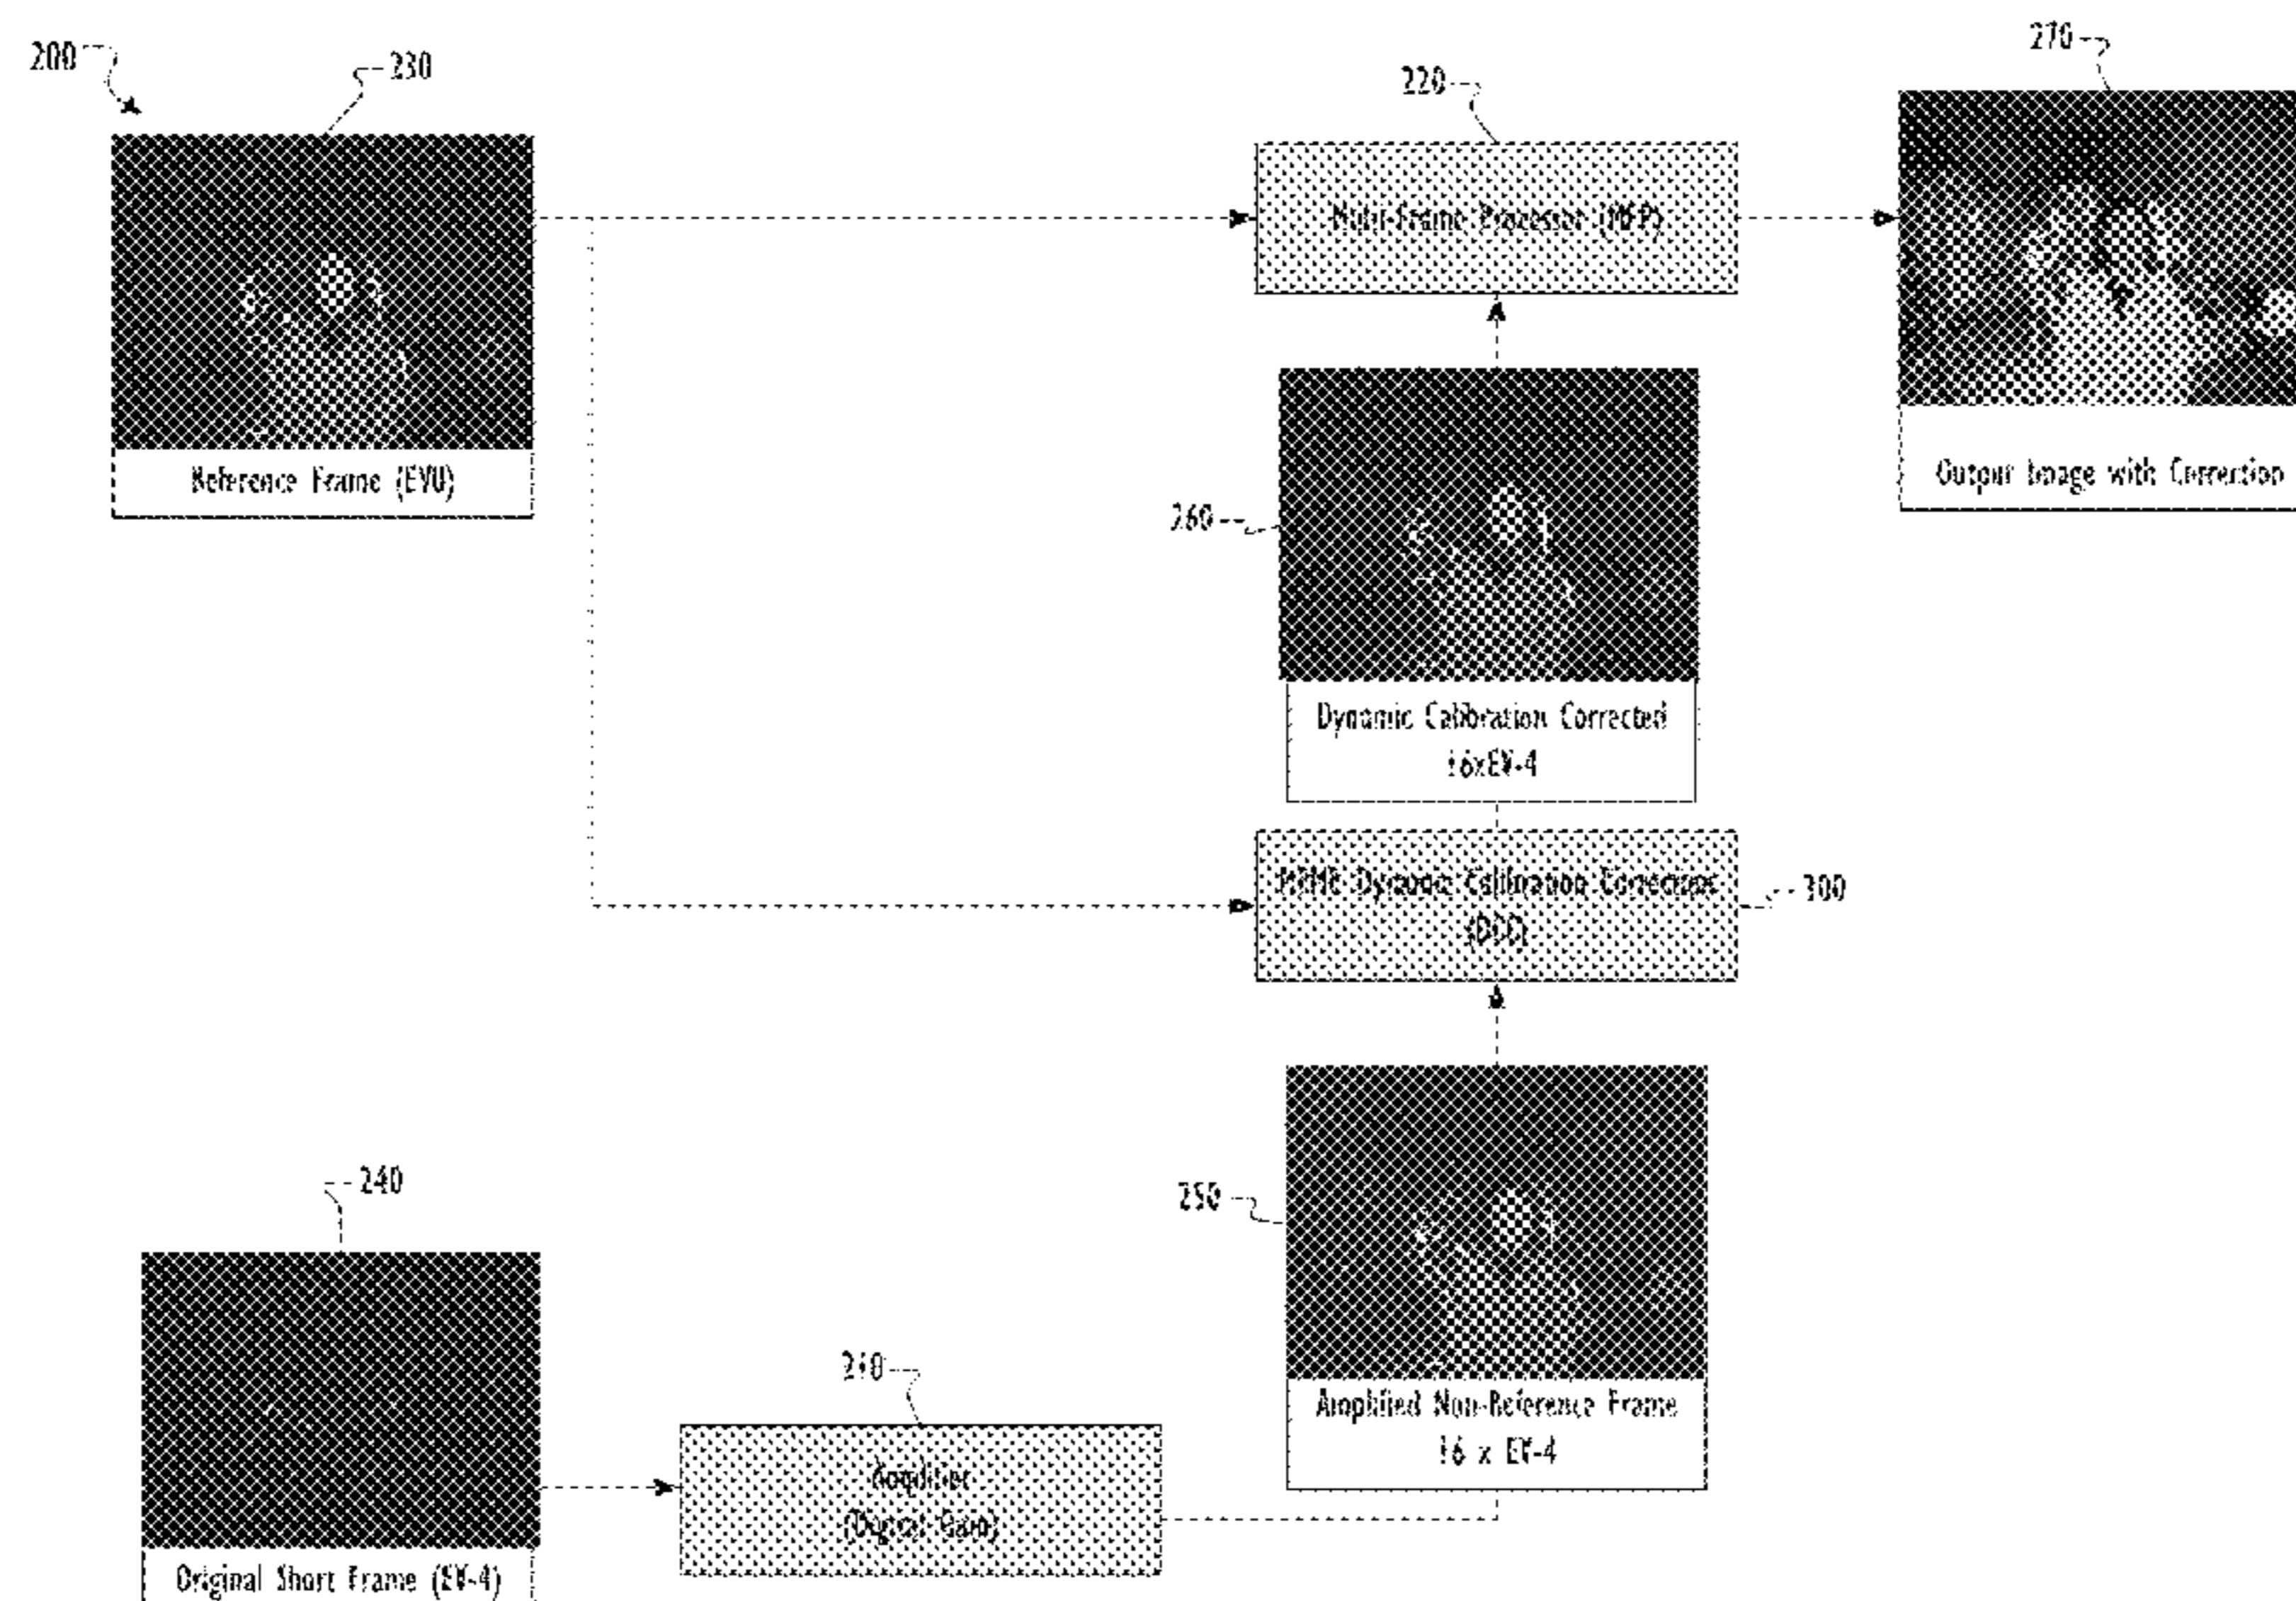 200
230
220
270
Multi-Frame Processor (MFP)
Reference Frame (EV0)
Output Image with Correction
260
Dynamic Calibration Corrected
16xEV-4
Dynamic Calibration Corrections
(DCC)
300
240
250
210
Amplified Non-Reference Frame
16 x EV-4
Amplifier
(Digital Gain)
Original Short Frame (EV-4)